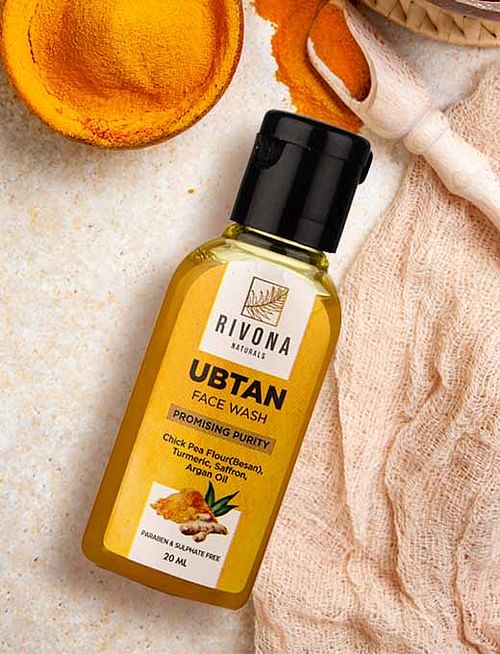 RIVONA
NATURALS
UBTAN
FACE WASH
PROMISING PURITY
Chick Pea Flour(Besan),
Turmeric, Saffron,
Argan Oil
PARABEN & SULPHATE FREE
20 ML